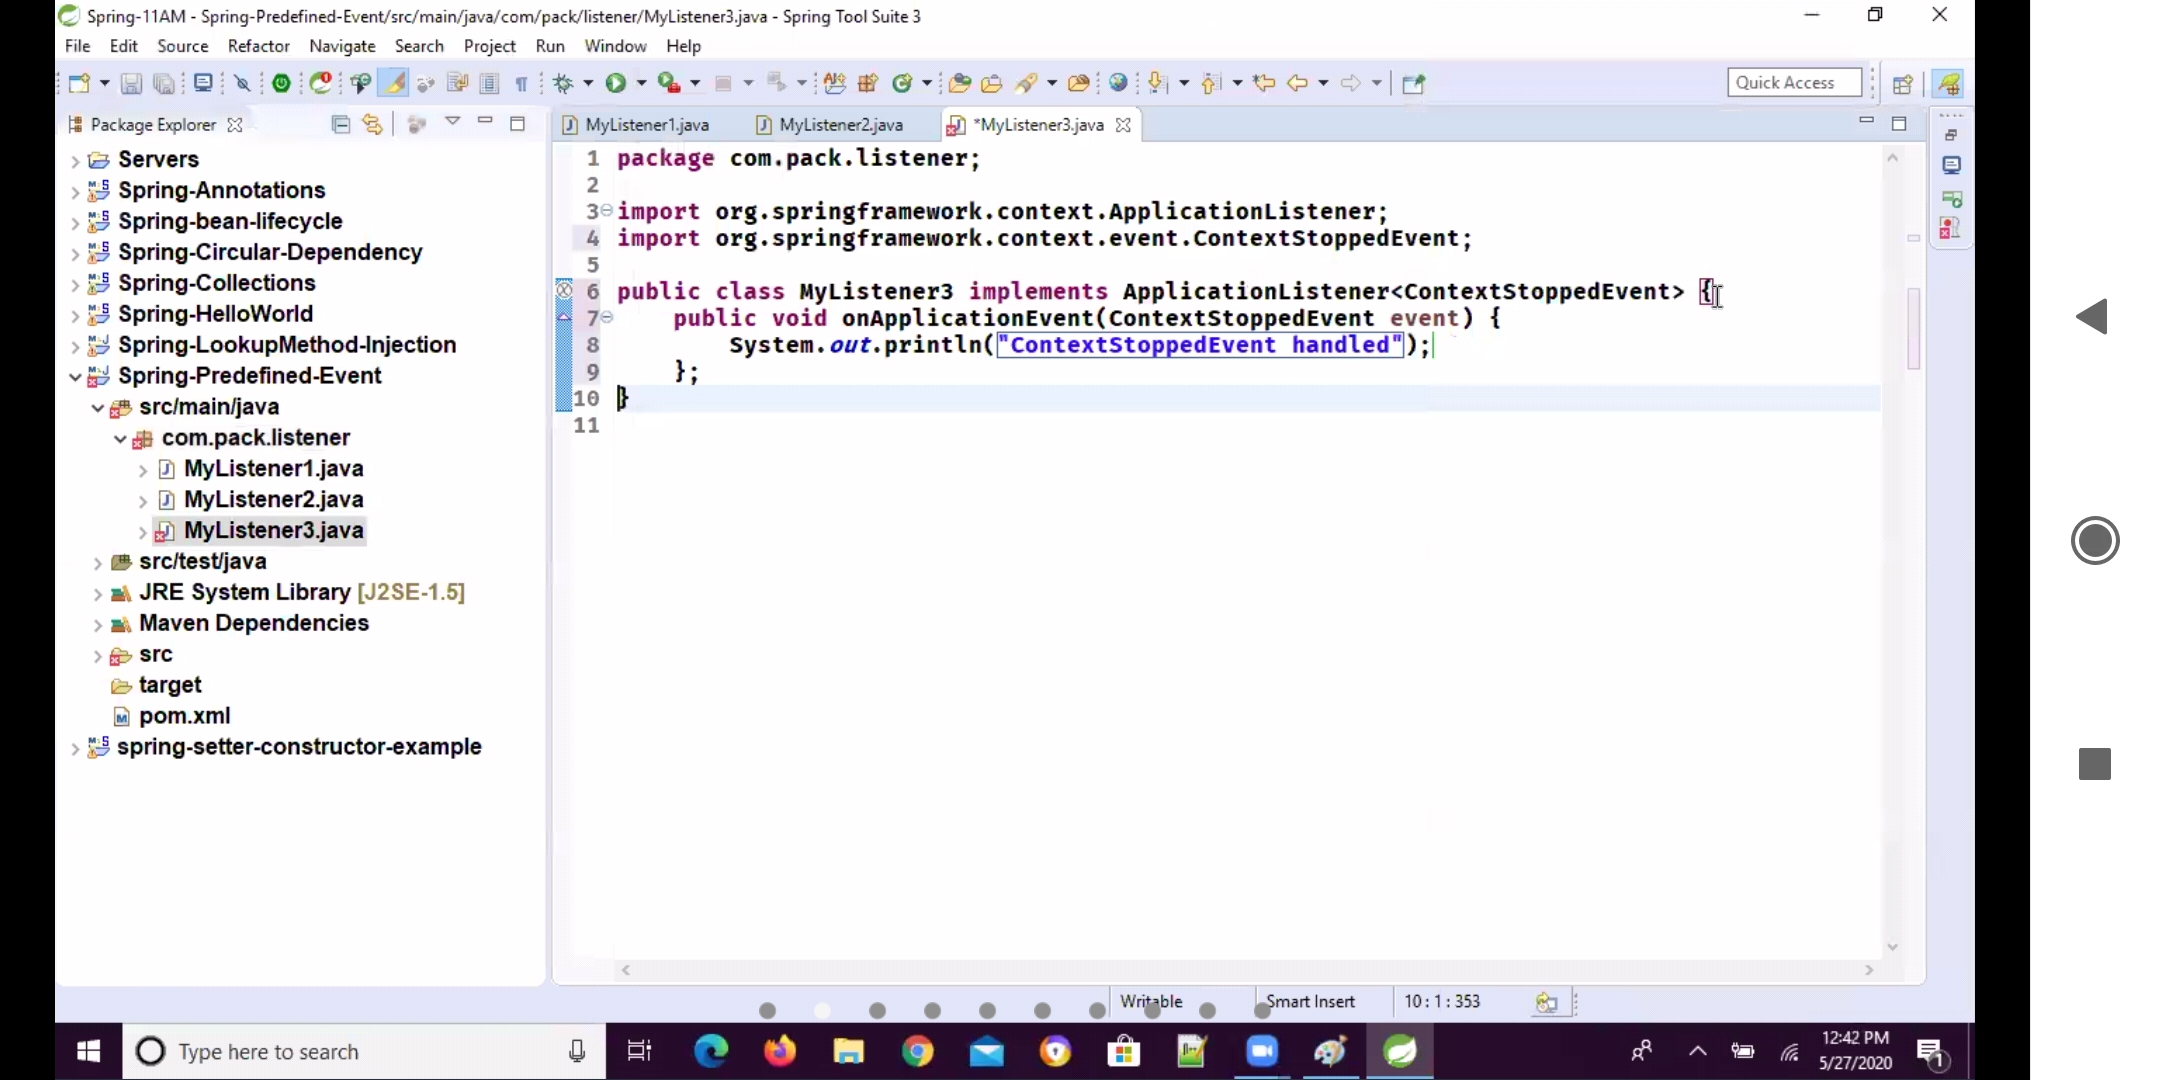 Spring-11AM - Spring-Predefined-Event/src/main/java/com/pack/listener/MyListener3.java - Spring Tool Suite 3
File Edit Source Refactor Navigate Search Project Run Window Help
Quick Access
Package Explorer
Servers
Spring-Annotations
Spring-bean-lifecycle
Spring-Circular-Dependency
Spring-Collections
Spring-HelloWorld
Spring-LookupMethod-Injection
Spring-Predefined-Event
src/main/java
com.pack.listener
MyListener1.java
MyListener2.java
MyListener3.java
src/test/java
JRE System Library [J2SE-1.5]
Maven Dependencies
src
target
pom.xml
spring-setter-constructor-example
MyListener1.java MyListener2.java *MyListener3.java
1 package com.pack.listener;
2
3 import org.springframework.context.ApplicationListener;
4 import org.springframework.context.event.ContextStoppedEvent;
5
6 public class MyListener3 implements ApplicationListener<ContextStoppedEvent> {
7 public void onApplicationEvent(ContextStoppedEvent event) {
8 System.out.println("ContextStoppedEvent handled");
9 };
10 }
11
Writable Smart Insert 10:1:353
Type here to search
12:42 PM
5/27/2020
1